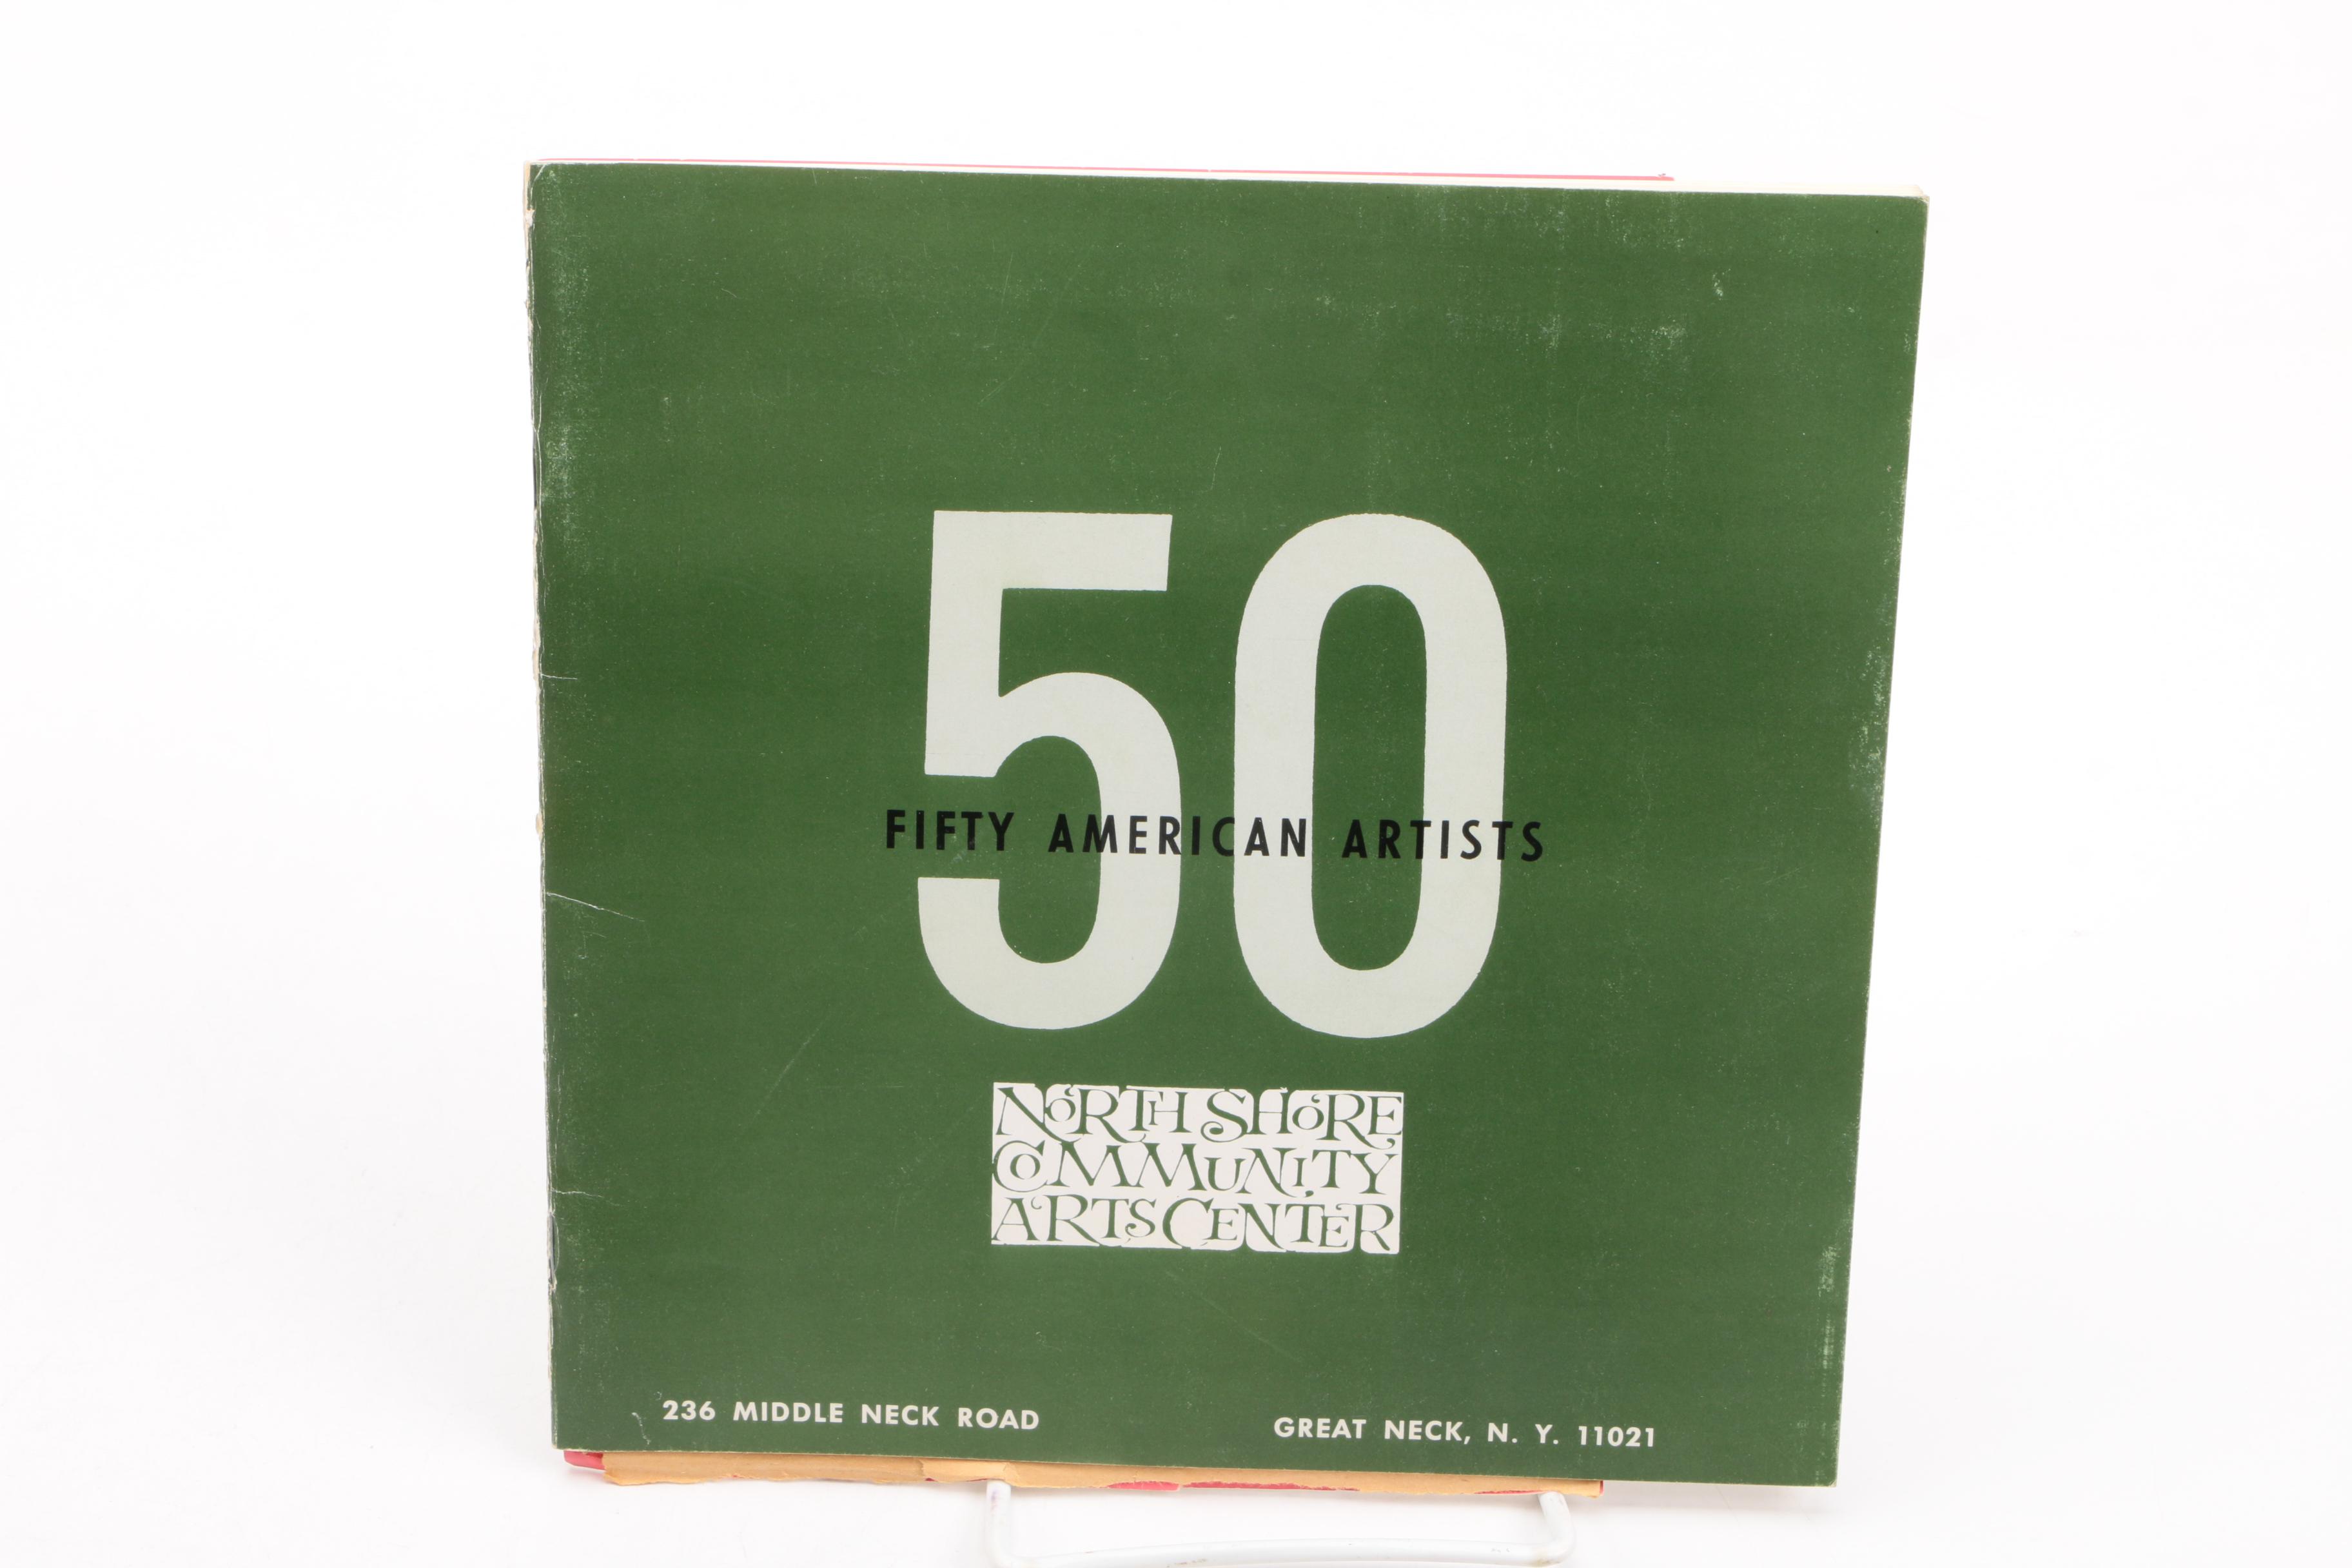 50
FIFTY AMERICAN ARTISTS
NORTH SHORE
COMMUNITY
ARTS CENTER
236 MIDDLE NECK ROAD
GREAT NECK, N. Y. 11021